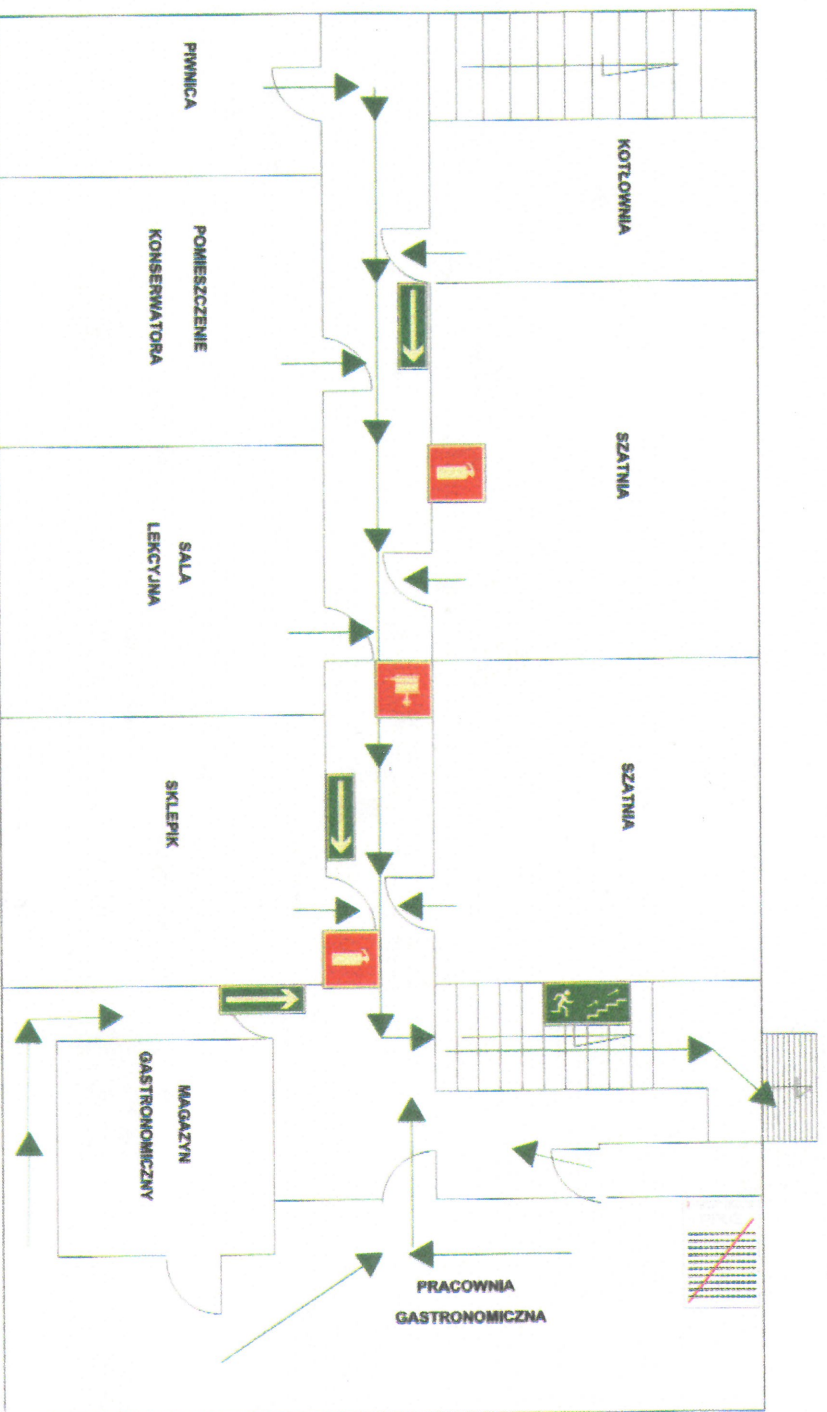 PIWNICA
KOTŁOWNIA
POMIESZCZENIE
KONSERWATORA
SZATNIA
SALA
LEKCYJNA
SZATNIA
SKLEPIK
MAGAZYN
GASTRONOMICZNY
PRACOWNIA
GASTRONOMICZNA